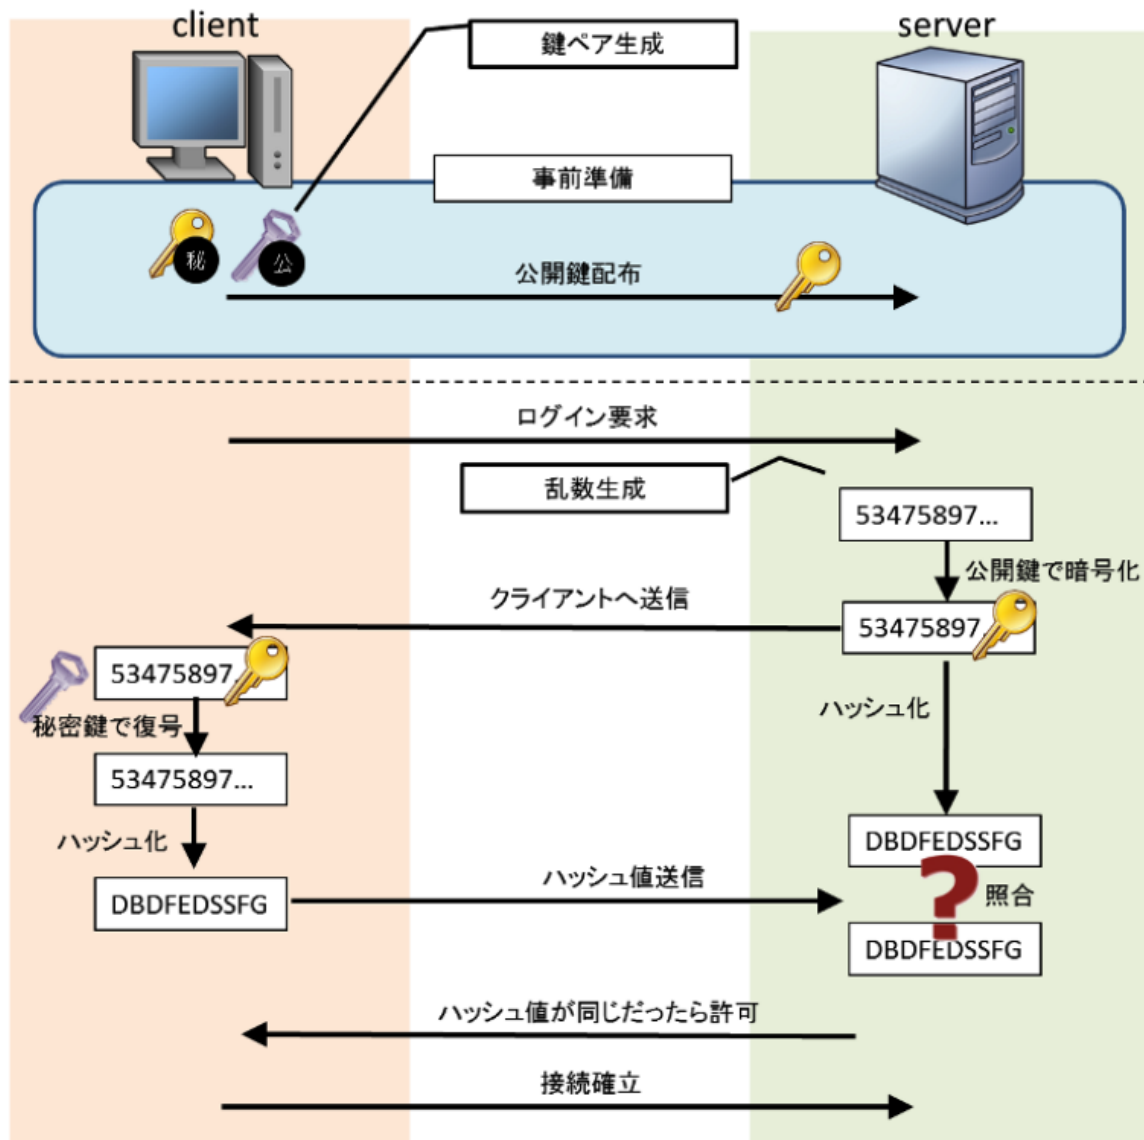 client
server
鍵ペア生成
事前準備
秘
公
公開鍵配布
ログイン要求
乱数生成
53475897...
公開鍵で暗号化
クライアントへ送信
53475897..
53475897..
秘密鍵で復号
ハッシュ化
53475897...
ハッシュ化
DBDFEDSSFG
DBDFEDSSFG
ハッシュ値送信
?
照合
DBDFEDSSFG
ハッシュ値が同じだったら許可
接続確立